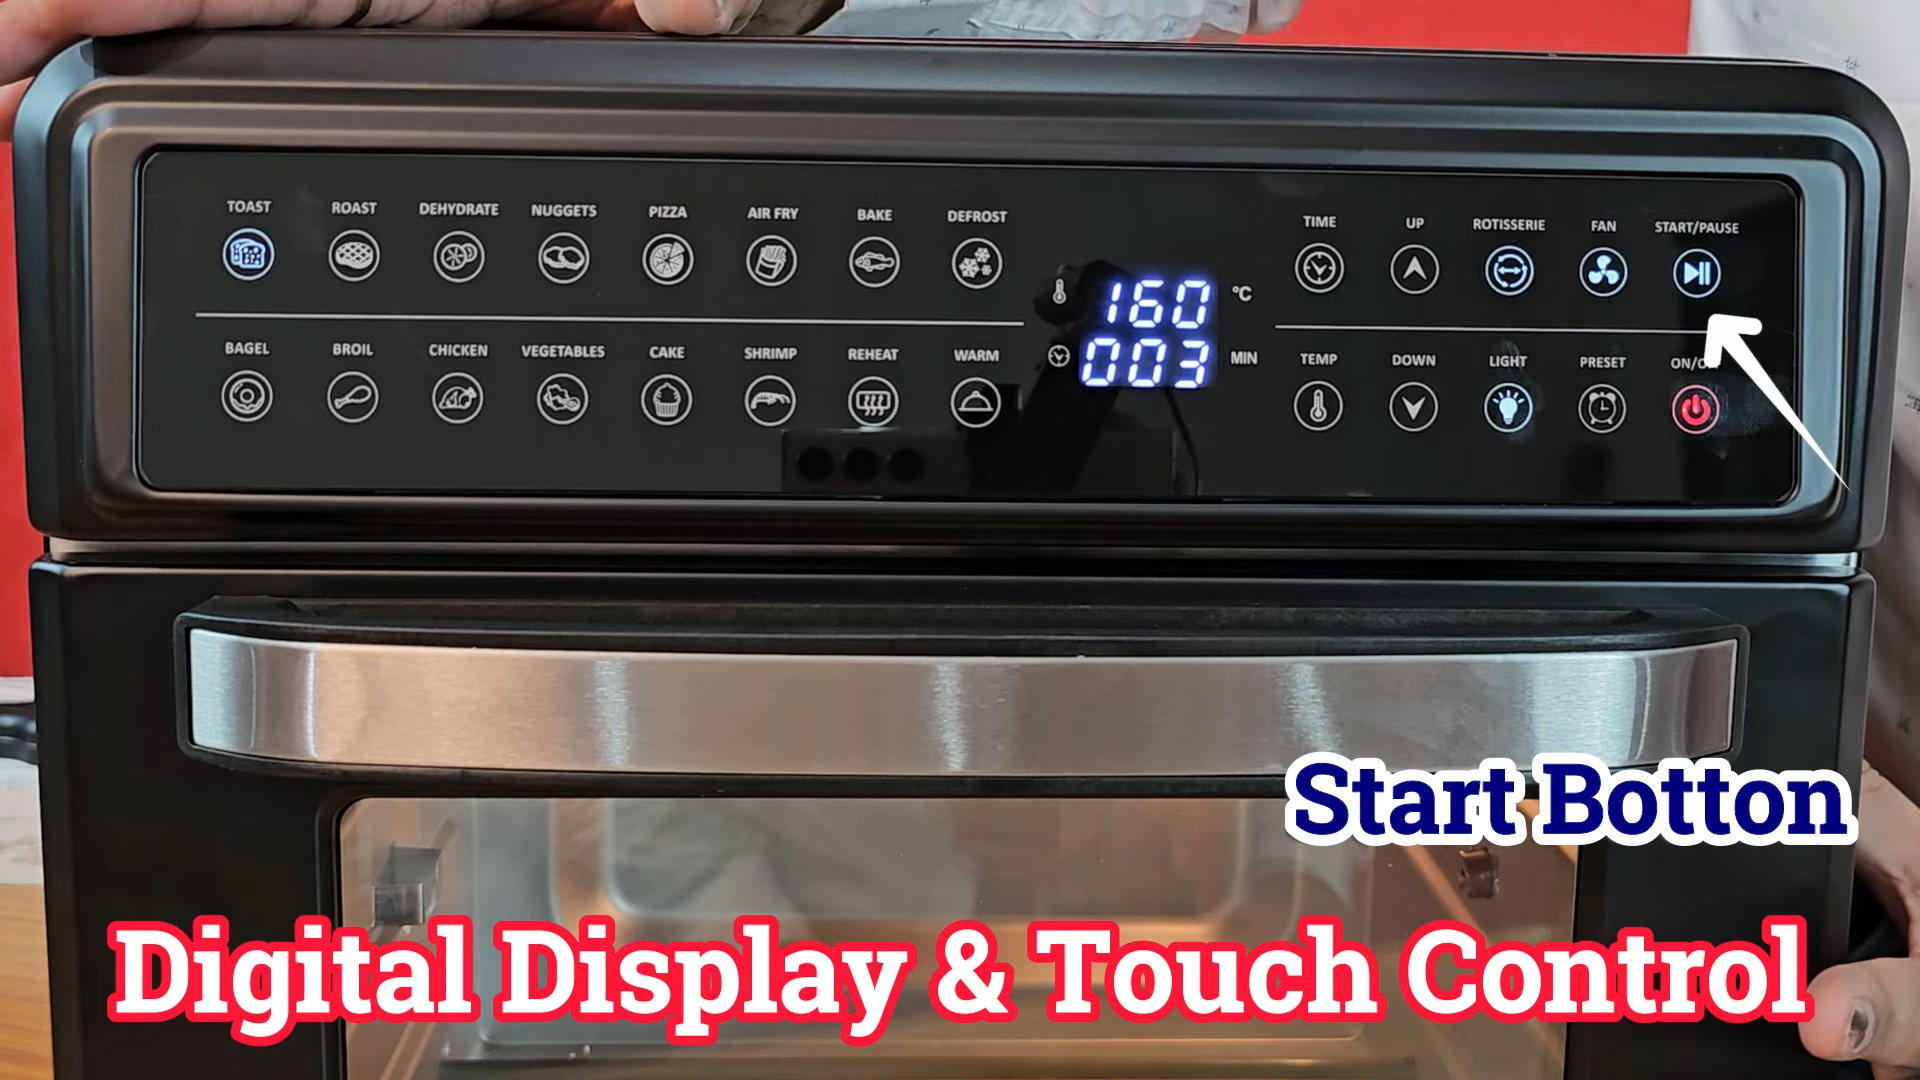 TOAST ROAST DEHYDRATE NUGGETS PIZZA AIR FRY BAKE DEFROST
BAGEL BROIL CHICKEN VEGETABLES CAKE SHRIMP REHEAT WARM
160 °C
003 MIN
TIME UP ROTISSERIE FAN START/PAUSE
TEMP DOWN LIGHT PRESET
Start Botton
Digital Display & Touch Control